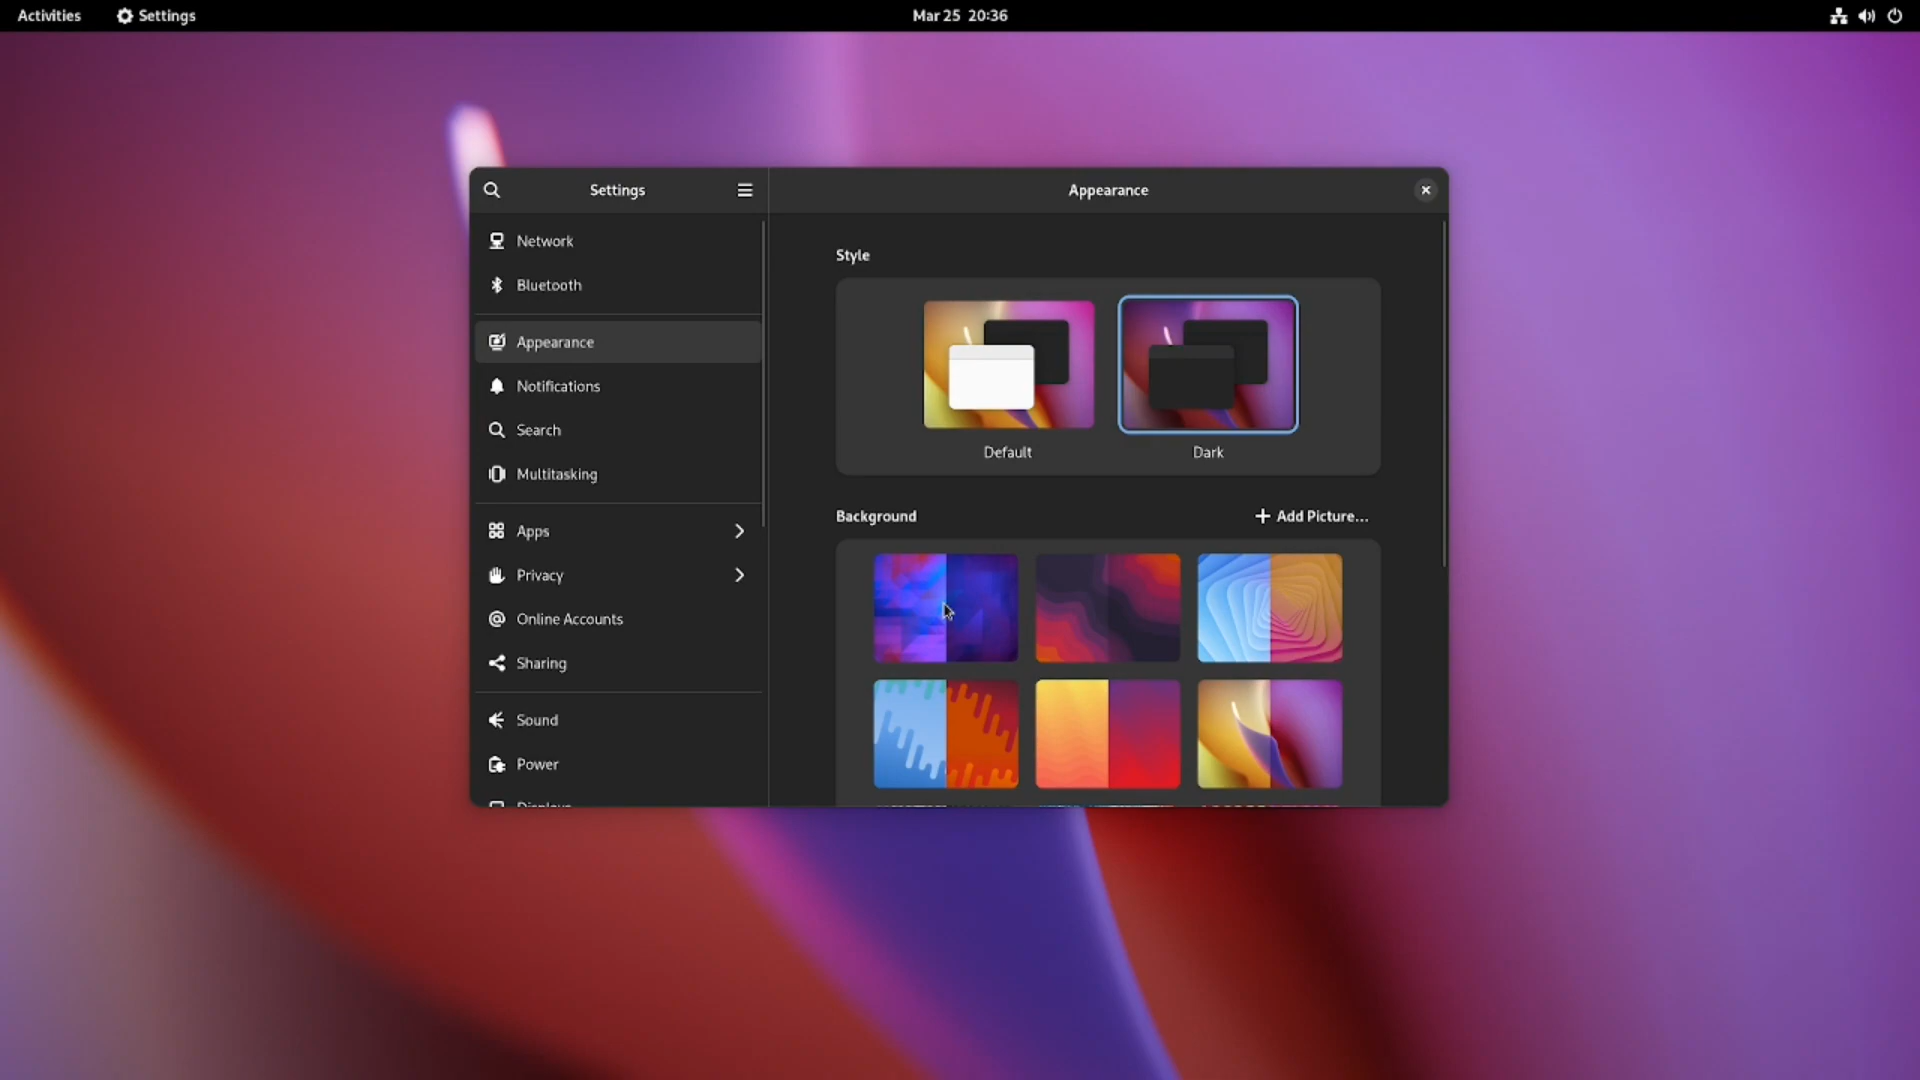 Activities
Settings
Mar 25 20:36
Settings
Appearance
Network
Bluetooth
Appearance
Notifications
Search
Multitasking
Apps
Privacy
Online Accounts
Sharing
Sound
Power
Displays
Style
Default
Dark
Background
Add Picture…